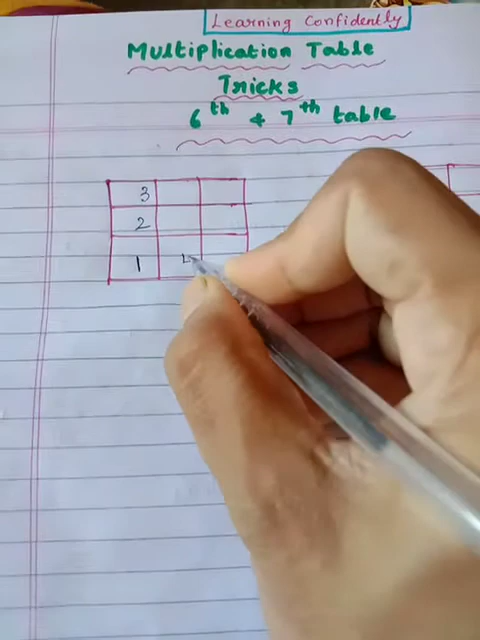 Learning Confidently
Multiplication Table
Tricks
6th & 7th table
3
2
1